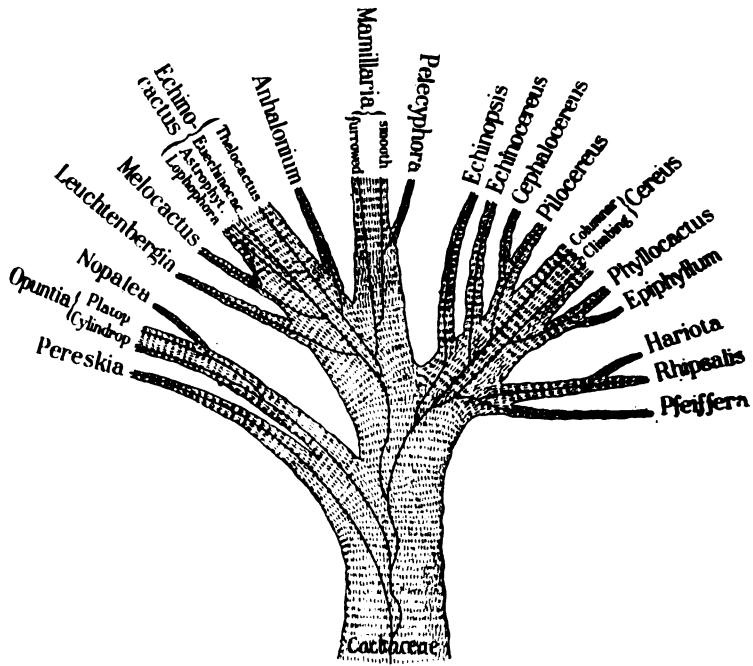 Pereskia
Opuntia
Platop
Cylindrop
Nopalea
Leuchtenbergia
Melocactus
Echino-
cactus
Thelocactus
Euechinocac
Astrophyt
Lophophora
Anhalonium
Mamillaria
furrowed
smooth
Pelecyphora
Echinopsis
Echinocereus
Cephalocereus
Pilocereus
Cereus
Columnar
Climbing
Phyllocactus
Epiphyllum
Hariota
Rhipsalis
Pfeiffera
Cactaceae